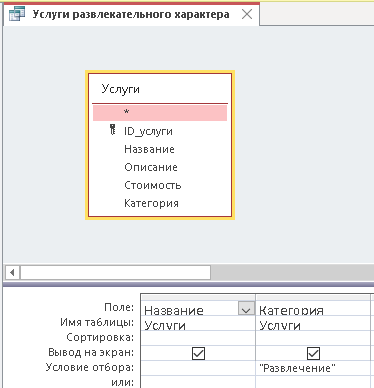 Услуги развлекательного характера
Услуги
*
ID_услуги
Название
Описание
Стоимость
Категория
Поле: Название Категория
Имя таблицы: Услуги Услуги
Сортировка:
Вывод на экран:
Условие отбора: "Развлечение"
или: